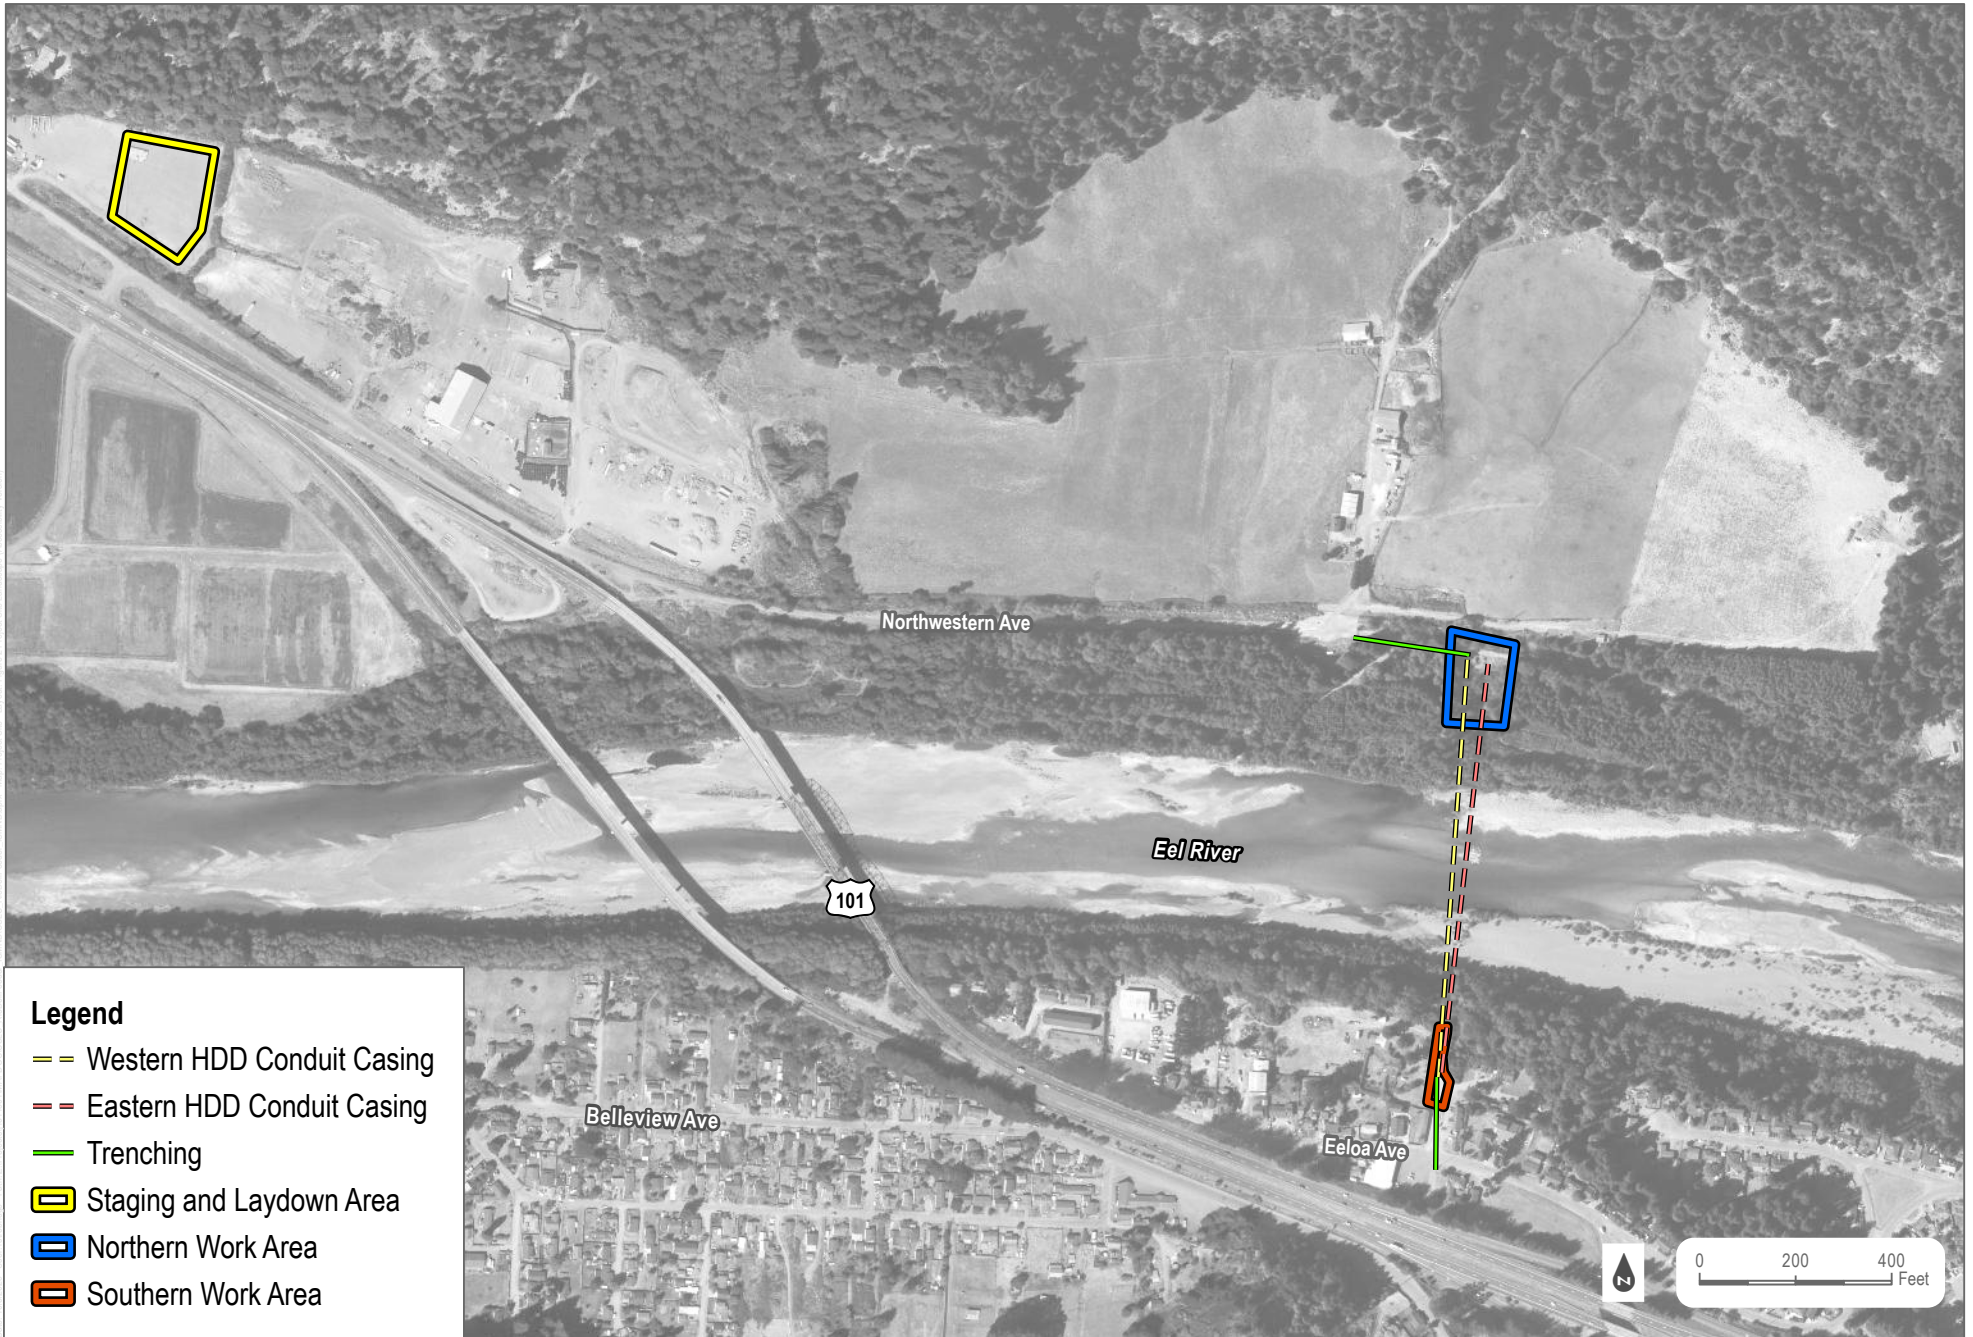 Northwestern Ave
Eel River
101
Belleview Ave
Eeloa Ave
Legend
Western HDD Conduit Casing
Eastern HDD Conduit Casing
Trenching
Staging and Laydown Area
Northern Work Area
Southern Work Area
N
0 200 400
Feet